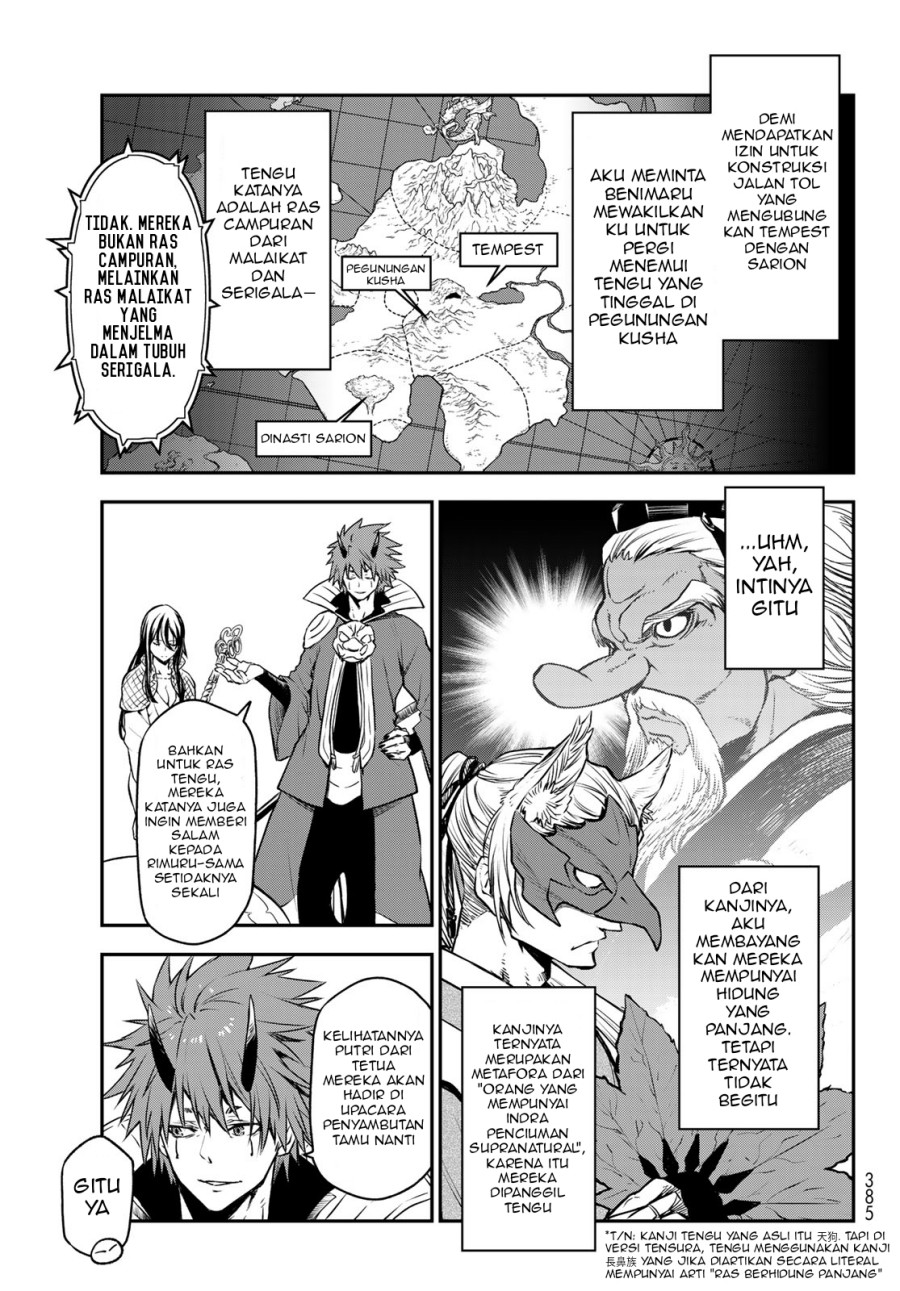 DEMI
MENDAPATKAN
IZIN UNTUK
KONSTRUKSI
JALAN TOL
YANG
MENGUBUNG
KAN TEMPEST
DENGAN
SARION
AKU MEMINTA
BENIMARU
MEWAKILKAN
KU UNTUK
PERGI
MENEMUI
TENGU YANG
TINGGAL DI
PEGUNUNGAN
KUSHA
TEMPEST
PEGUNUNGAN
KUSHA
DINASTI SARION
TENGU
KATANYA
ADALAH RAS
CAMPURAN
DARI
MALAIKAT
DAN
SERIGALA—
TIDAK. MEREKA
BUKAN RAS
CAMPURAN,
MELAINKAN
RAS MALAIKAT
YANG
MENJELMA
DALAM TUBUH
SERIGALA.
...UHM,
YAH,
INTINYA
GITU
DARI
KANJINYA,
AKU
MEMBAYANG
KAN MEREKA
MEMPUNYAI
HIDUNG
YANG
PANJANG.
TETAPI
TERNYATA
TIDAK
BEGITU
KANJINYA
TERNYATA
MERUPAKAN
METAFORA DARI
"ORANG YANG
MEMPUNYAI
INDRA
PENCIUMAN
SUPRANATURAL",
KARENA ITU
MEREKA
DIPANGGIL
TENGU
BAHKAN
UNTUK RAS
TENGU,
MEREKA
KATANYA JUGA
INGIN MEMBERI
SALAM
KEPADA
RIMURU-SAMA
SETIDAKNYA
SEKALI
KELIHATANNYA
PUTRI DARI
TETUA
MEREKA AKAN
HADIR DI
UPACARA
PENYAMBUTAN
TAMU NANTI
GITU
YA
385
*T/N: KANJI TENGU YANG ASLI ITU 天狗. TAPI DI
VERSI TENSURA, TENGU MENGGUNAKAN KANJI
長鼻族 YANG JIKA DIARTIKAN SECARA LITERAL
MEMPUNYAI ARTI "RAS BERHIDUNG PANJANG"